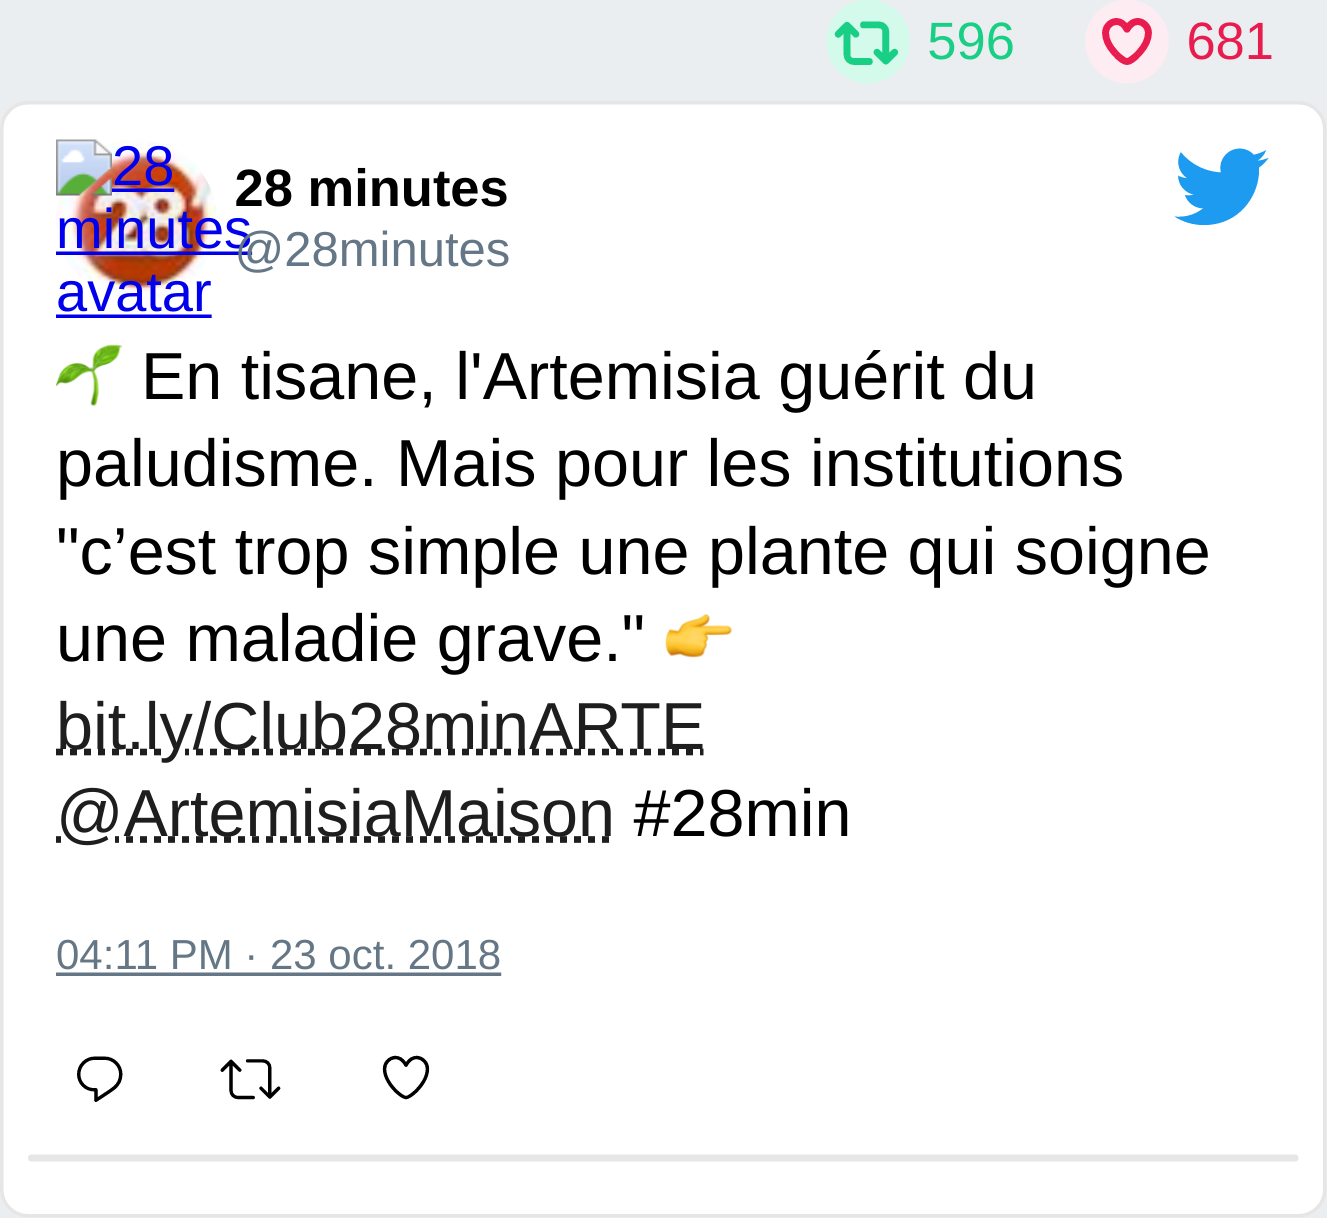 596 681
28
minutes
avatar
28 minutes
@28minutes
🌱 En tisane, l'Artemisia guérit du
paludisme. Mais pour les institutions
"c’est trop simple une plante qui soigne
une maladie grave." 👉
bit.ly/Club28minARTE
@ArtemisiaMaison #28min
04:11 PM · 23 oct. 2018